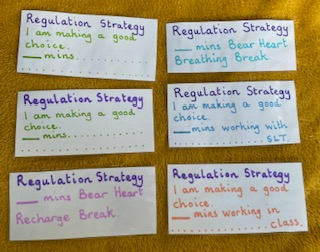 Regulation Strategy
I am making a good
choice.
___ mins..............
......................
Regulation Strategy
___ mins Bear Heart
Breathing Break
Regulation Strategy
I am making a good
choice.
___ mins..............
......................
Regulation Strategy
I am making a good
choice.
___ mins working with
............... SLT.
Regulation Strategy
___ mins Bear Heart
Recharge Break.
Regulation Strategy
I am making a good
choice.
___ mins working in
................ class.